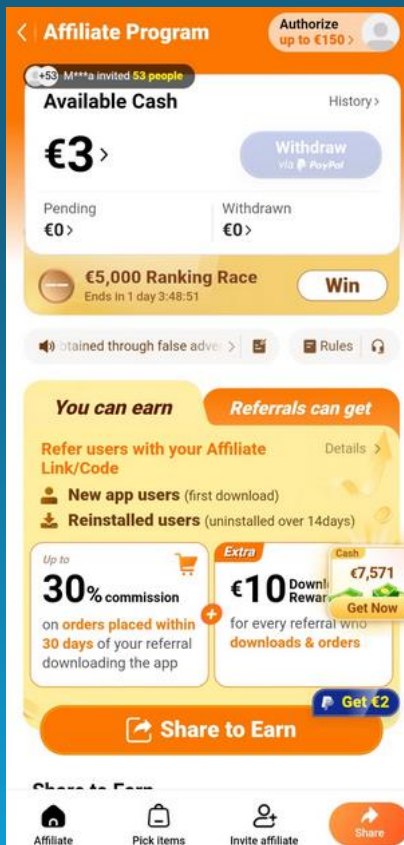 Affiliate Program
Authorize
up to €150 >
+53 M***a invited 53 people
Available Cash
History >
€3 >
Withdraw
via PayPal
Pending
Withdrawn
€0 >
€0 >
€5,000 Ranking Race
Ends in 1 day 3:48:51
Win
through false
Rules
You can earn
Referrals can get
Refer users with your Affiliate
Link/Code
Details >
New app users (first download)
Reinstalled users (uninstalled over 14days)
Up to
30% commission
on orders placed within
30 days of your referral
downloading the app
+
Extra
€10
for every referral who
downloads & orders
Cash
€7,571
Get Now
Get €2
Share to Earn
Affiliate
Pick items
Invite affiliate
Share